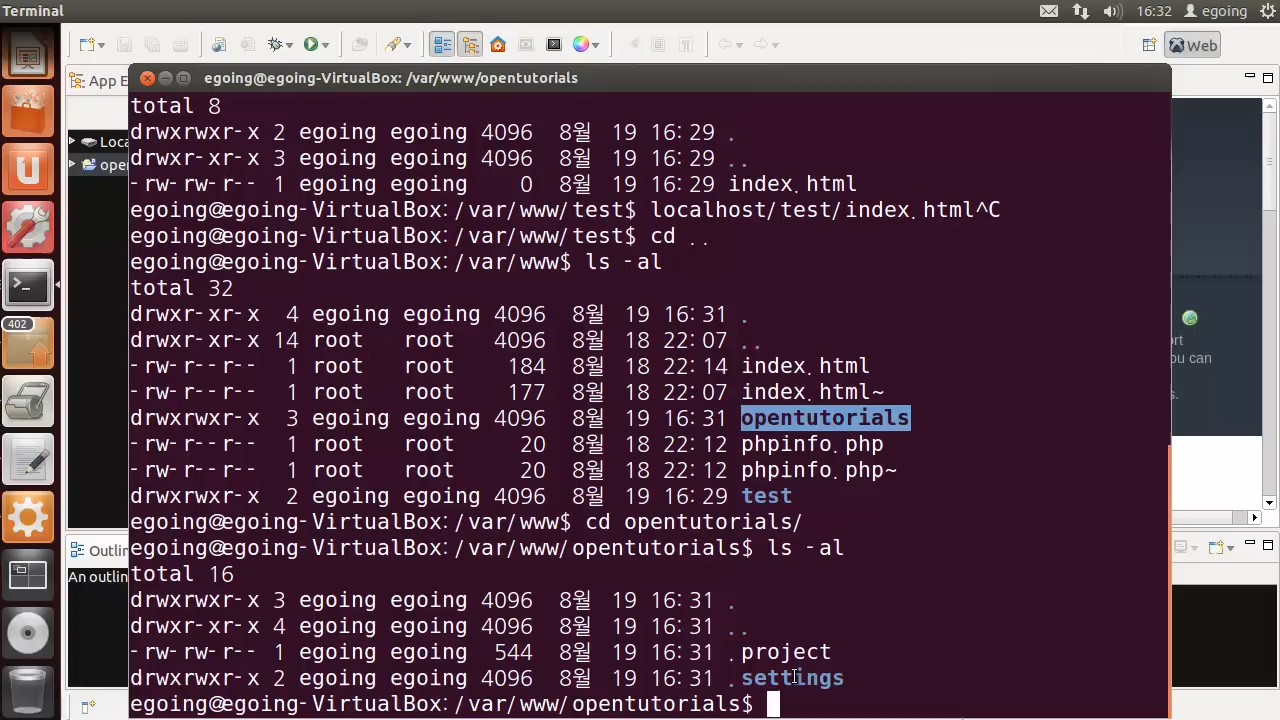 Terminal
16:32
egoing
Web
App E
egoing@egoing-VirtualBox: /var/www/opentutorials
Loca
open
402
Outlin
An outlin
rt
you can
s.
total 8
drwxrwxr-x 2 egoing egoing 4096  8월  19 16:29 .
drwxrwxr-x 3 egoing egoing 4096  8월  19 16:29 ..
-rw-rw-r-- 1 egoing egoing    0  8월  19 16:29 index.html
egoing@egoing-VirtualBox:/var/www/test$ localhost/test/index.html^C
egoing@egoing-VirtualBox:/var/www/test$ cd ..
egoing@egoing-VirtualBox:/var/www$ ls -al
total 32
drwxr-xr-x  4 egoing egoing 4096  8월  19 16:31 .
drwxr-xr-x 14 root   root   4096  8월  18 22:07 ..
-rw-r--r--  1 root   root    184  8월  18 22:14 index.html
-rw-r--r--  1 root   root    177  8월  18 22:07 index.html~
drwxrwxr-x  3 egoing egoing 4096  8월  19 16:31 opentutorials
-rw-r--r--  1 root   root     20  8월  18 22:12 phpinfo.php
-rw-r--r--  1 root   root     20  8월  18 22:12 phpinfo.php~
drwxrwxr-x  2 egoing egoing 4096  8월  19 16:29 test
egoing@egoing-VirtualBox:/var/www$ cd opentutorials/
egoing@egoing-VirtualBox:/var/www/opentutorials$ ls -al
total 16
drwxrwxr-x 3 egoing egoing 4096  8월  19 16:31 .
drwxr-xr-x 4 egoing egoing 4096  8월  19 16:31 ..
-rw-rw-r-- 1 egoing egoing  544  8월  19 16:31 .project
drwxrwxr-x 2 egoing egoing 4096  8월  19 16:31 .settings
egoing@egoing-VirtualBox:/var/www/opentutorials$